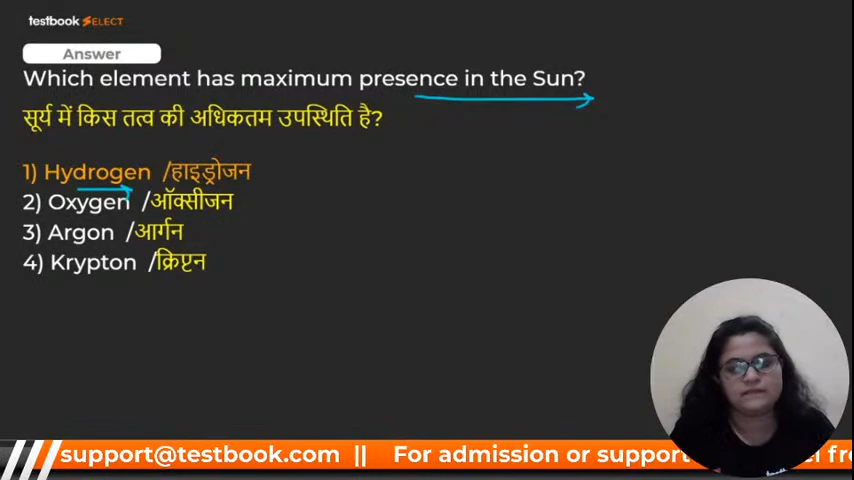 testbook SELECT
Answer
Which element has maximum presence in the Sun?
सूर्य में किस तत्व की अधिकतम उपस्थिति है?
1) Hydrogen /हाइड्रोजन
2) Oxygen /ऑक्सीजन
3) Argon /आर्गन
4) Krypton /क्रिप्टन
support@testbook.com || For admission or support